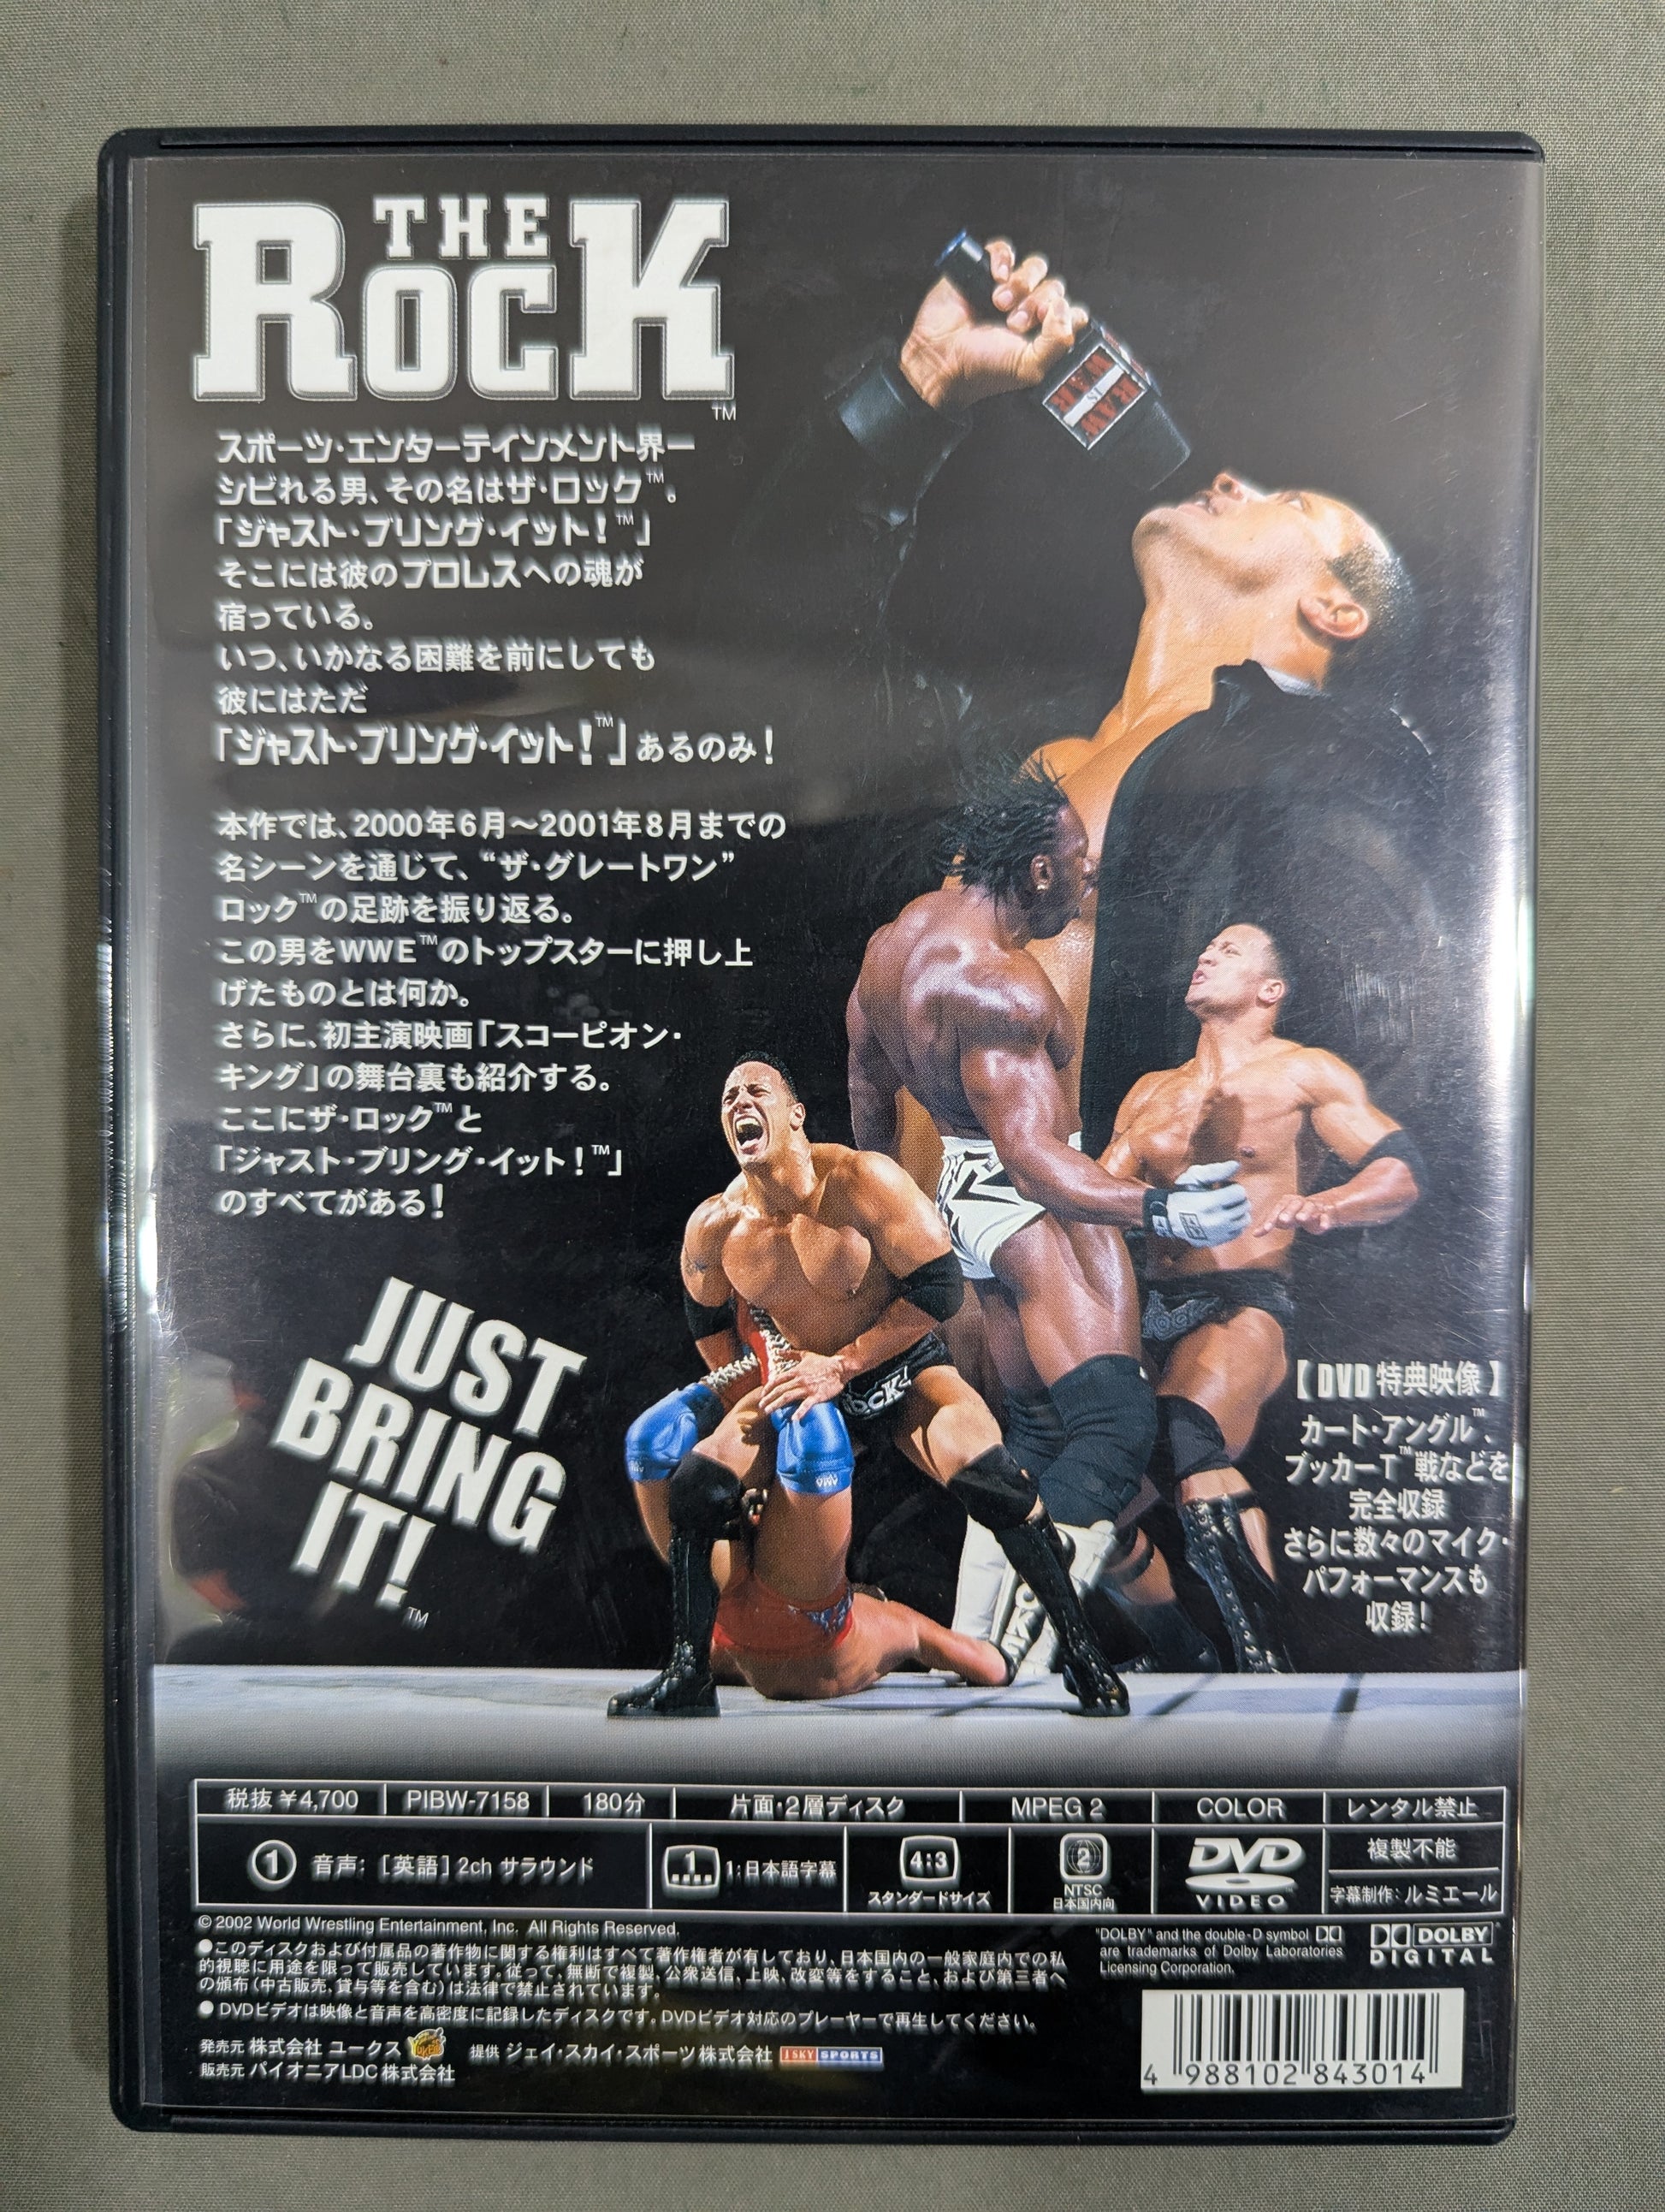 THE
ROCK
TM
スポーツ・エンターテインメント界一
シビれる男、その名はザ・ロック™。
「ジャスト・ブリング・イット!™」
そこには彼のプロレスへの魂が
宿っている。
いつ、いかなる困難を前にしても
彼にはただ
「ジャスト・ブリング・イット!™」あるのみ!
本作では、2000年6月〜2001年8月までの
名シーンを通じて、“ザ・グレートワン”
ロック™の足跡を振り返る。
この男をWWE™のトップスターに押し上
げたものとは何か。
さらに、初主演映画「スコーピオン・
キング」の舞台裏も紹介する。
ここにザ・ロック™と
「ジャスト・ブリング・イット!™」
のすべてがある!
JUST
BRING
IT!
TM
【DVD特典映像】
カート・アングル™、
ブッカーT™戦などを
完全収録
さらに数々のマイク・
パフォーマンスも
収録!
税抜¥4,700 PIBW-7158 180分 片面・2層ディスク MPEG 2 COLOR レンタル禁止
1 音声:[英語]2ch サラウンド 1 1:日本語字幕 4:3 スタンダードサイズ 2 NTSC 日本国内向 DVD VIDEO 複製不能
字幕制作:ルミエール
© 2002 World Wrestling Entertainment, Inc. All Rights Reserved.
●このディスクおよび付属品の著作物に関する権利はすべて著作権者が有しており、日本国内の一般家庭内での私
的視聴に用途を限って販売しています。従って、無断で複製、公衆送信、上映、改変等をすること、および第三者へ
の頒布(中古販売、貸与等を含む)は法律で禁止されています。
●DVDビデオは映像と音声を高密度に記録したディスクです。DVDビデオ対応のプレーヤーで再生してください。
発売元 株式会社 ユークス 提供 ジェイ・スカイ・スポーツ株式会社 J SKY SPORTS
販売元 パイオニアLDC株式会社
"DOLBY" and the double-D symbol
are trademarks of Dolby Laboratories
Licensing Corporation.
DOLBY
DIGITAL
4 988102 843014